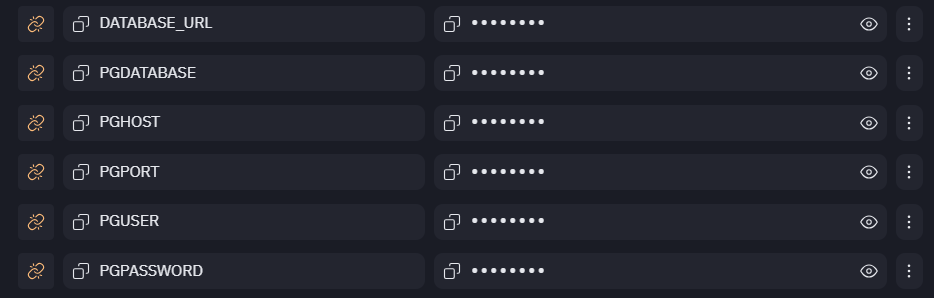 DATABASE_URL ••••••••
PGDATABASE ••••••••
PGHOST ••••••••
PGPORT ••••••••
PGUSER ••••••••
PGPASSWORD ••••••••